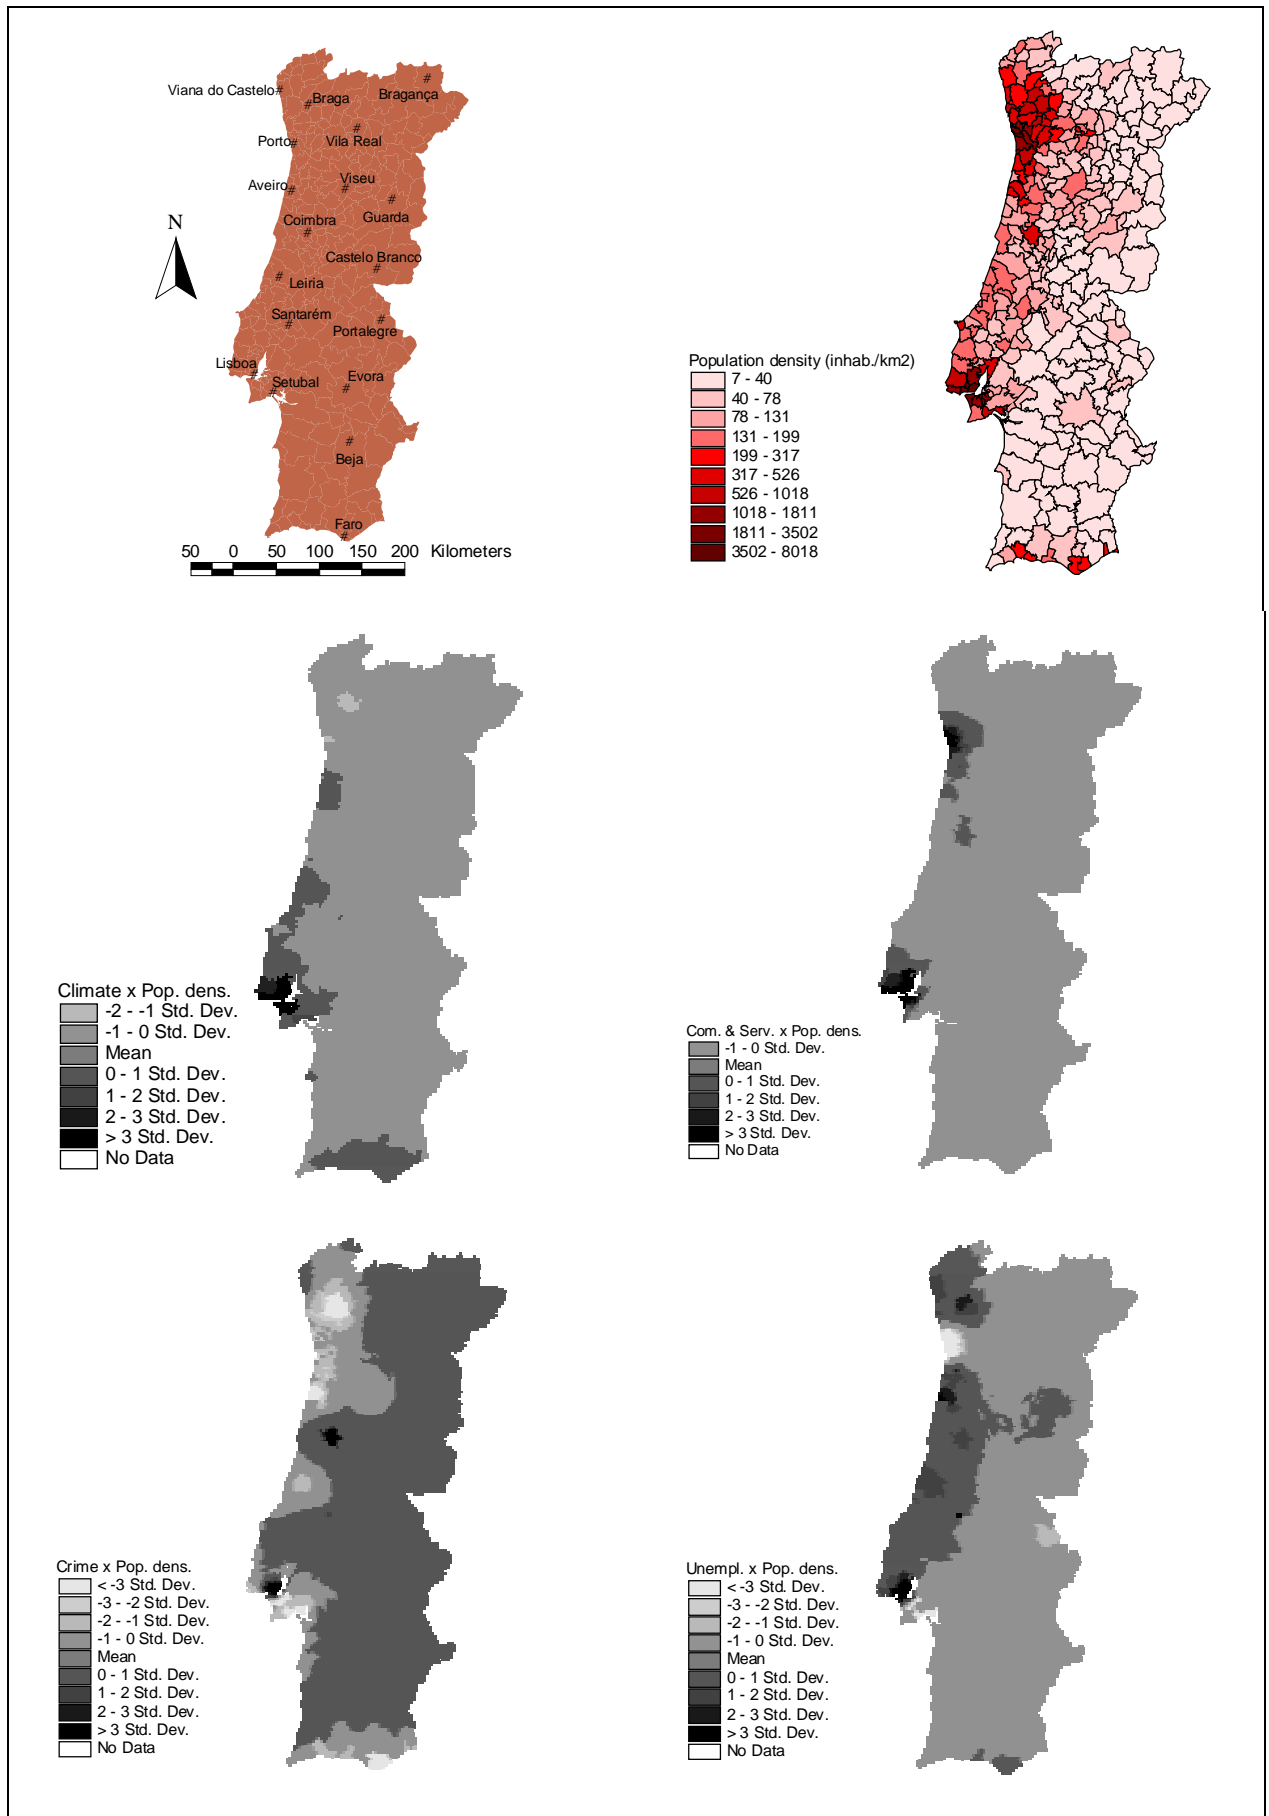 Viana do Castelo#
#
Braga
Bragança
#
Porto#
#
Vila Real
Aveiro #
Viseu
#
#
Guarda
Coimbra
#
N
Castelo Branco
#
#
Leiria
Santarém
#
#
Portalegre
Lisboa
#
Setubal
#
Evora
#
#
Beja
Faro
#
50 0 50 100 150 200 Kilometers
Population density (inhab./km2)
7 - 40
40 - 78
78 - 131
131 - 199
199 - 317
317 - 526
526 - 1018
1018 - 1811
1811 - 3502
3502 - 8018
Climate x Pop. dens.
-2 - -1 Std. Dev.
-1 - 0 Std. Dev.
Mean
0 - 1 Std. Dev.
1 - 2 Std. Dev.
2 - 3 Std. Dev.
> 3 Std. Dev.
No Data
Com. & Serv. x Pop. dens.
-1 - 0 Std. Dev.
Mean
0 - 1 Std. Dev.
1 - 2 Std. Dev.
2 - 3 Std. Dev.
> 3 Std. Dev.
No Data
Crime x Pop. dens.
< -3 Std. Dev.
-3 - -2 Std. Dev.
-2 - -1 Std. Dev.
-1 - 0 Std. Dev.
Mean
0 - 1 Std. Dev.
1 - 2 Std. Dev.
2 - 3 Std. Dev.
> 3 Std. Dev.
No Data
Unempl. x Pop. dens.
< -3 Std. Dev.
-3 - -2 Std. Dev.
-2 - -1 Std. Dev.
-1 - 0 Std. Dev.
Mean
0 - 1 Std. Dev.
1 - 2 Std. Dev.
2 - 3 Std. Dev.
> 3 Std. Dev.
No Data